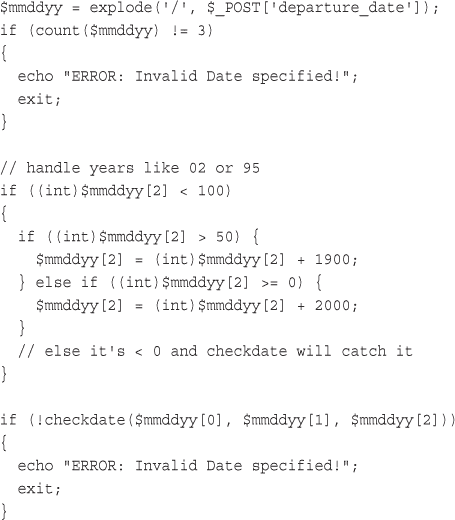 $mmddyy = explode('/', $_POST['departure_date']);
if (count($mmddyy) != 3)
{
  echo "ERROR: Invalid Date specified!";
  exit;
}

// handle years like 02 or 95
if ((int)$mmddyy[2] < 100)
{
  if ((int)$mmddyy[2] > 50) {
    $mmddyy[2] = (int)$mmddyy[2] + 1900;
  } else if ((int)$mmddyy[2] >= 0) {
    $mmddyy[2] = (int)$mmddyy[2] + 2000;
  }
  // else it's < 0 and checkdate will catch it
}

if (!checkdate($mmddyy[0], $mmddyy[1], $mmddyy[2]))
{
  echo "ERROR: Invalid Date specified!";
  exit;
}